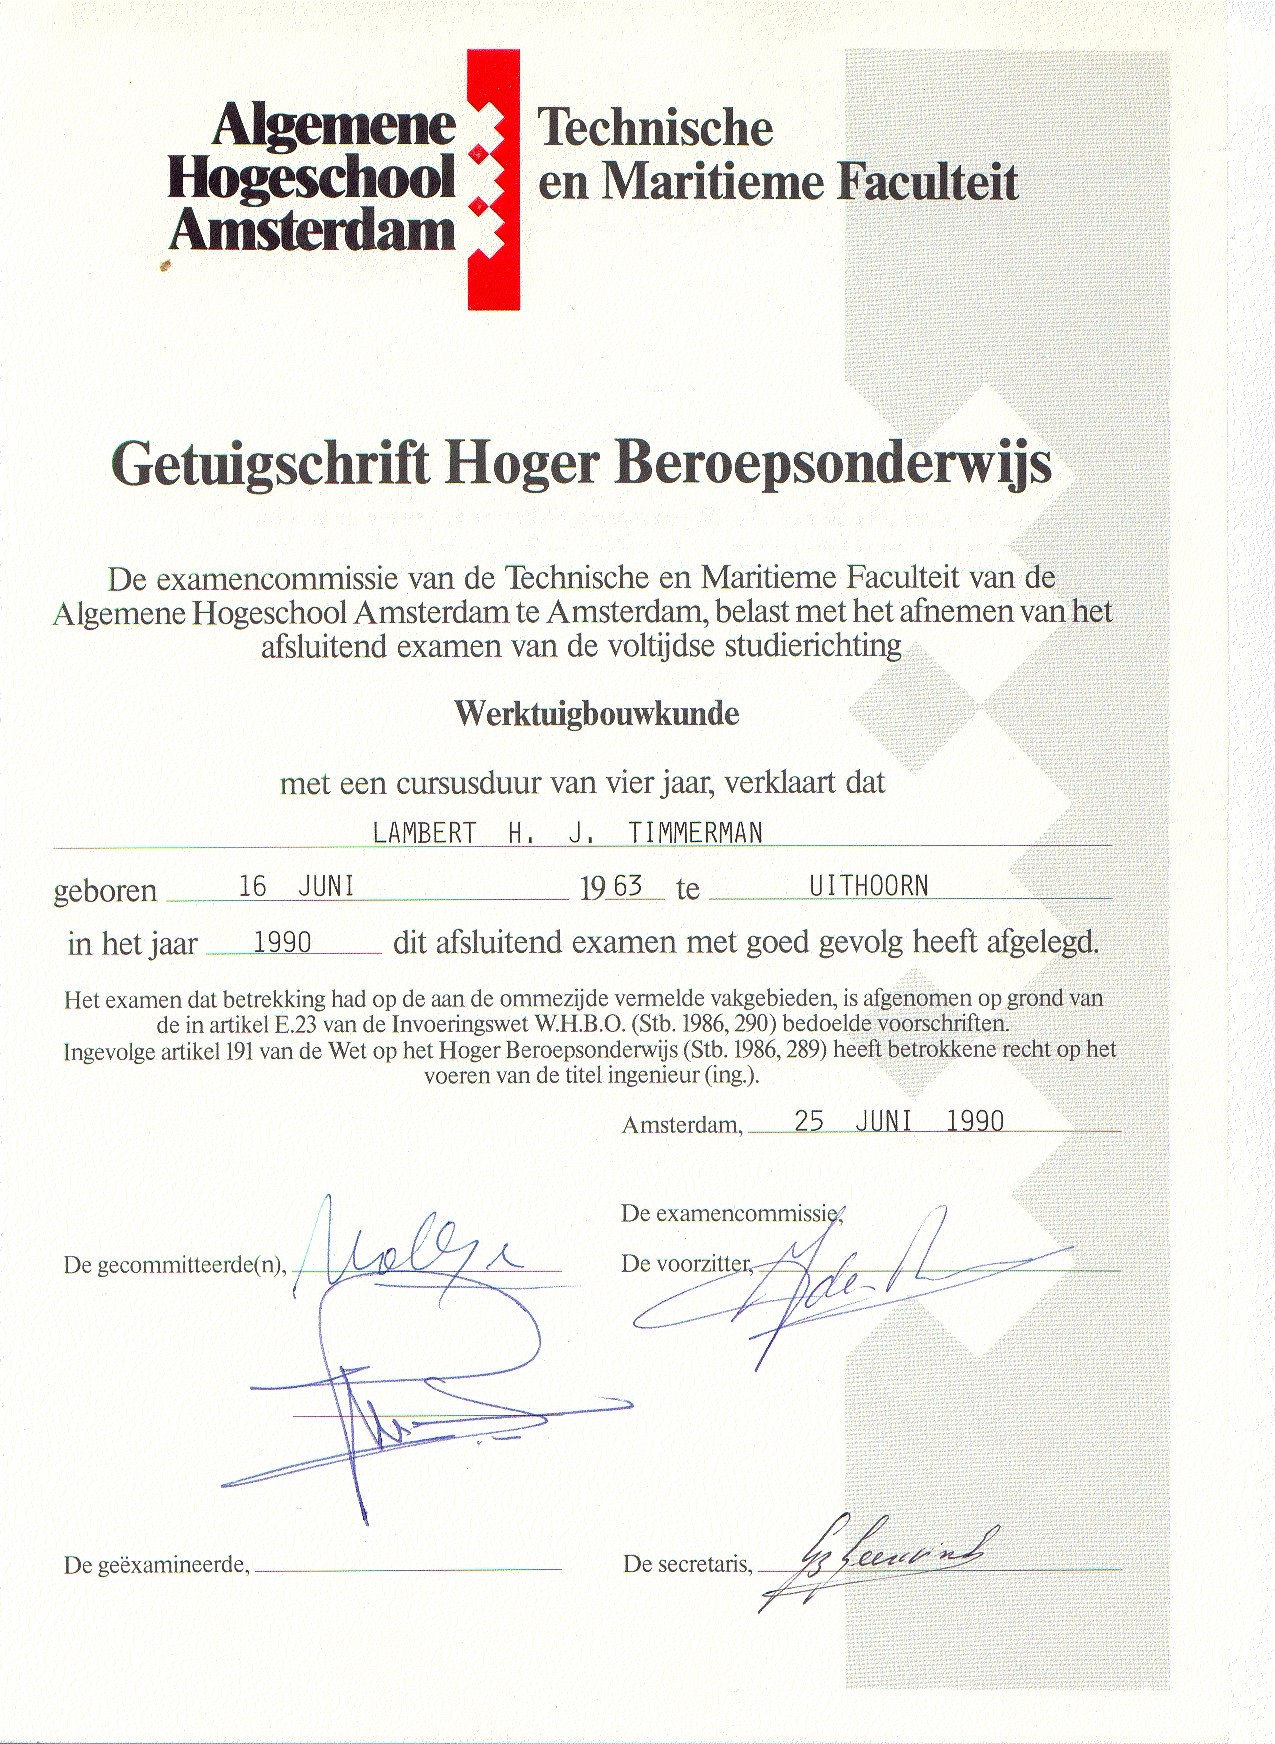 Algemene
Hogeschool
Amsterdam
Technische
en Maritieme Faculteit
Getuigschrift Hoger Beroepsonderwijs
De examencommissie van de Technische en Maritieme Faculteit van de
Algemene Hogeschool Amsterdam te Amsterdam, belast met het afnemen van het
afsluitend examen van de voltijdse studierichting
Werktuigbouwkunde
met een cursusduur van vier jaar, verklaart dat
LAMBERT H. J. TIMMERMAN
geboren 16 JUNI 1963 te UITHOORN
in het jaar 1990 dit afsluitend examen met goed gevolg heeft afgelegd.
Het examen dat betrekking had op de aan de ommezijde vermelde vakgebieden, is afgenomen op grond van
de in artikel E.23 van de Invoeringswet W.H.B.O. (Stb. 1986, 290) bedoelde voorschriften.
Ingevolge artikel 191 van de Wet op het Hoger Beroepsonderwijs (Stb. 1986, 289) heeft betrokkene recht op het
voeren van de titel ingenieur (ing.).
Amsterdam, 25 JUNI 1990
De examencommissie,
De gecommitteerde(n),
De voorzitter,
De geëxamineerde,
De secretaris,